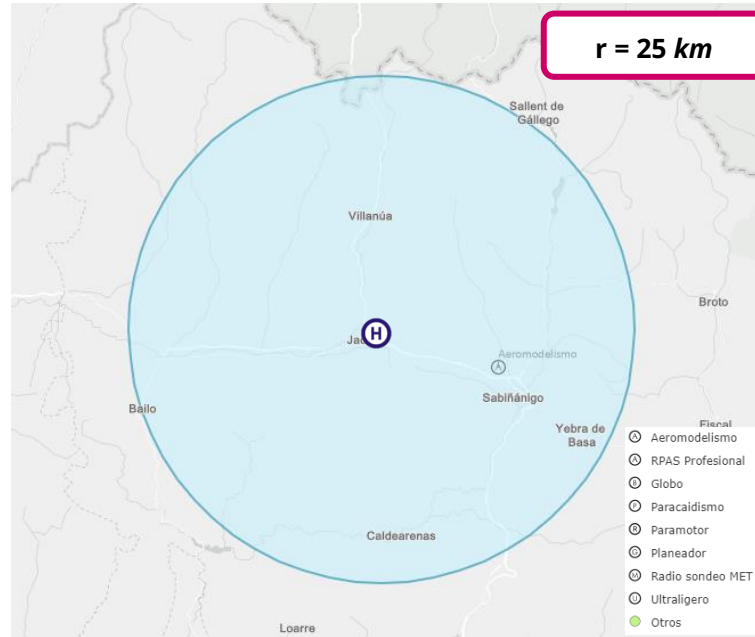 r = 25 km
Sallent de
Gállego
Villanúa
Broto
H
Aeromodelismo
A
Sabiñánigo
Bailo
Yebra de
Basa
Fiscal
Caldearenas
Loarre
A Aeromodelismo
A RPAS Profesional
B Globo
P Paracaidismo
R Paramotor
G Planeador
M Radio sondeo MET
U Ultraligero
Otros